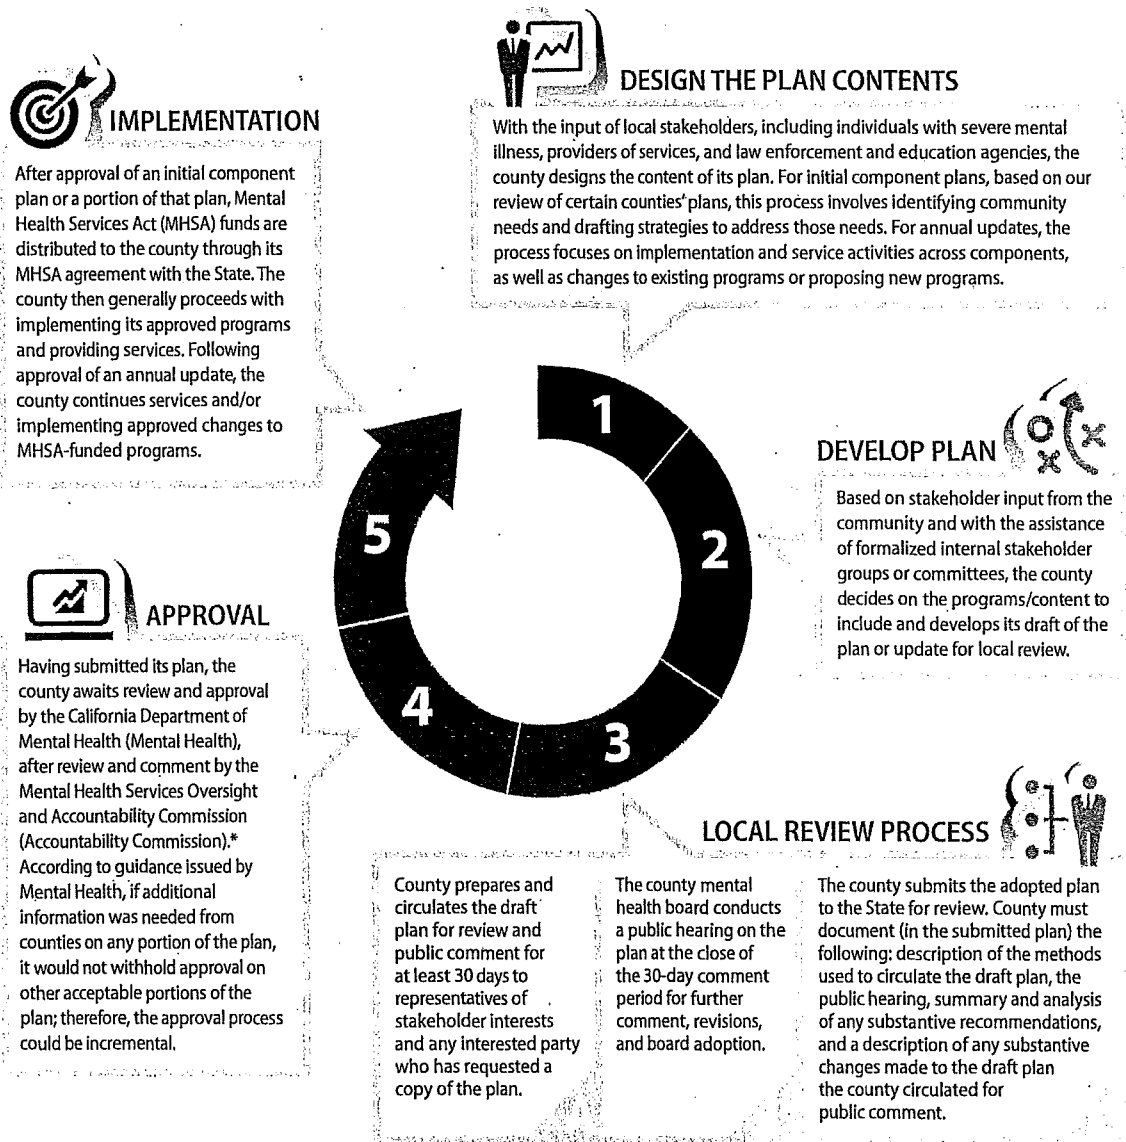 DESIGN THE PLAN CONTENTS
With the input of local stakeholders, including individuals with severe mental
illness, providers of services, and law enforcement and education agencies, the
county designs the content of its plan. For initial component plans, based on our
review of certain counties' plans, this process involves identifying community
needs and drafting strategies to address those needs. For annual updates, the
process focuses on implementation and service activities across components,
as well as changes to existing programs or proposing new programs.
1
DEVELOP PLAN
Based on stakeholder input from the
community and with the assistance
of formalized internal stakeholder
groups or committees, the county
decides on the programs/content to
include and develops its draft of the
plan or update for local review.
2
LOCAL REVIEW PROCESS
County prepares and
circulates the draft
plan for review and
public comment for
at least 30 days to
representatives of
stakeholder interests
and any interested party
who has requested a
copy of the plan.
The county mental
health board conducts
a public hearing on the
plan at the close of
the 30-day comment
period for further
comment, revisions,
and board adoption.
The county submits the adopted plan
to the State for review. County must
document (in the submitted plan) the
following: description of the methods
used to circulate the draft plan, the
public hearing, summary and analysis
of any substantive recommendations,
and a description of any substantive
changes made to the draft plan
the county circulated for
public comment.
3
APPROVAL
Having submitted its plan, the
county awaits review and approval
by the California Department of
Mental Health (Mental Health),
after review and comment by the
Mental Health Services Oversight
and Accountability Commission
(Accountability Commission).*
According to guidance issued by
Mental Health, if additional
information was needed from
counties on any portion of the plan,
it would not withhold approval on
other acceptable portions of the
plan; therefore, the approval process
could be incremental.
4
IMPLEMENTATION
After approval of an initial component
plan or a portion of that plan, Mental
Health Services Act (MHSA) funds are
distributed to the county through its
MHSA agreement with the State. The
county then generally proceeds with
implementing its approved programs
and providing services. Following
approval of an annual update, the
county continues services and/or
implementing approved changes to
MHSA-funded programs.
5